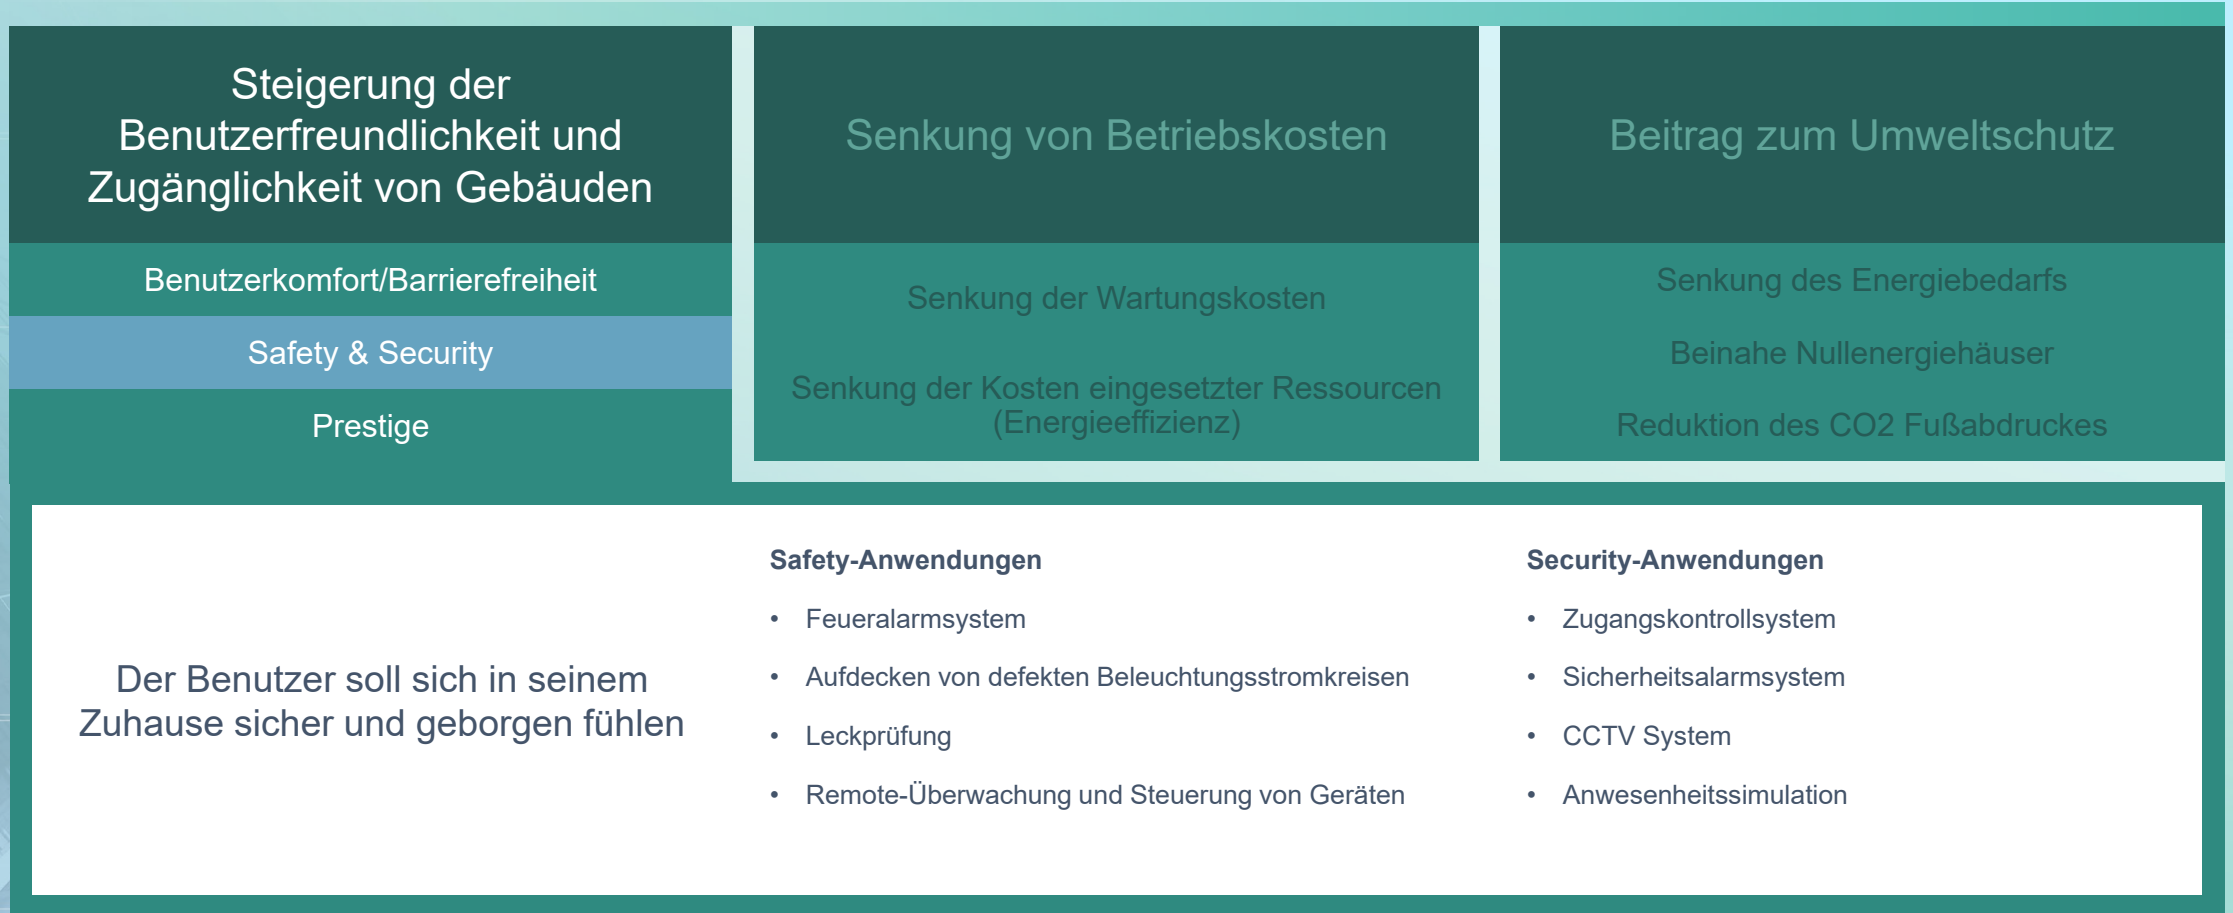 Steigerung der
Benutzerfreundlichkeit und
Zugänglichkeit von Gebäuden
Benutzerkomfort/Barrierefreiheit
Safety & Security
Prestige
Senkung von Betriebskosten
Senkung der Wartungskosten
Senkung der Kosten eingesetzter Ressourcen
(Energieeffizienz)
Beitrag zum Umweltschutz
Senkung des Energiebedarfs
Beinahe Nullenergiehäuser
Reduktion des CO2 Fußabdruckes
Der Benutzer soll sich in seinem
Zuhause sicher und geborgen fühlen
Safety-Anwendungen
• Feueralarmsystem
• Aufdecken von defekten Beleuchtungsstromkreisen
• Leckprüfung
• Remote-Überwachung und Steuerung von Geräten
Security-Anwendungen
• Zugangskontrollsystem
• Sicherheitsalarmsystem
• CCTV System
• Anwesenheitssimulation